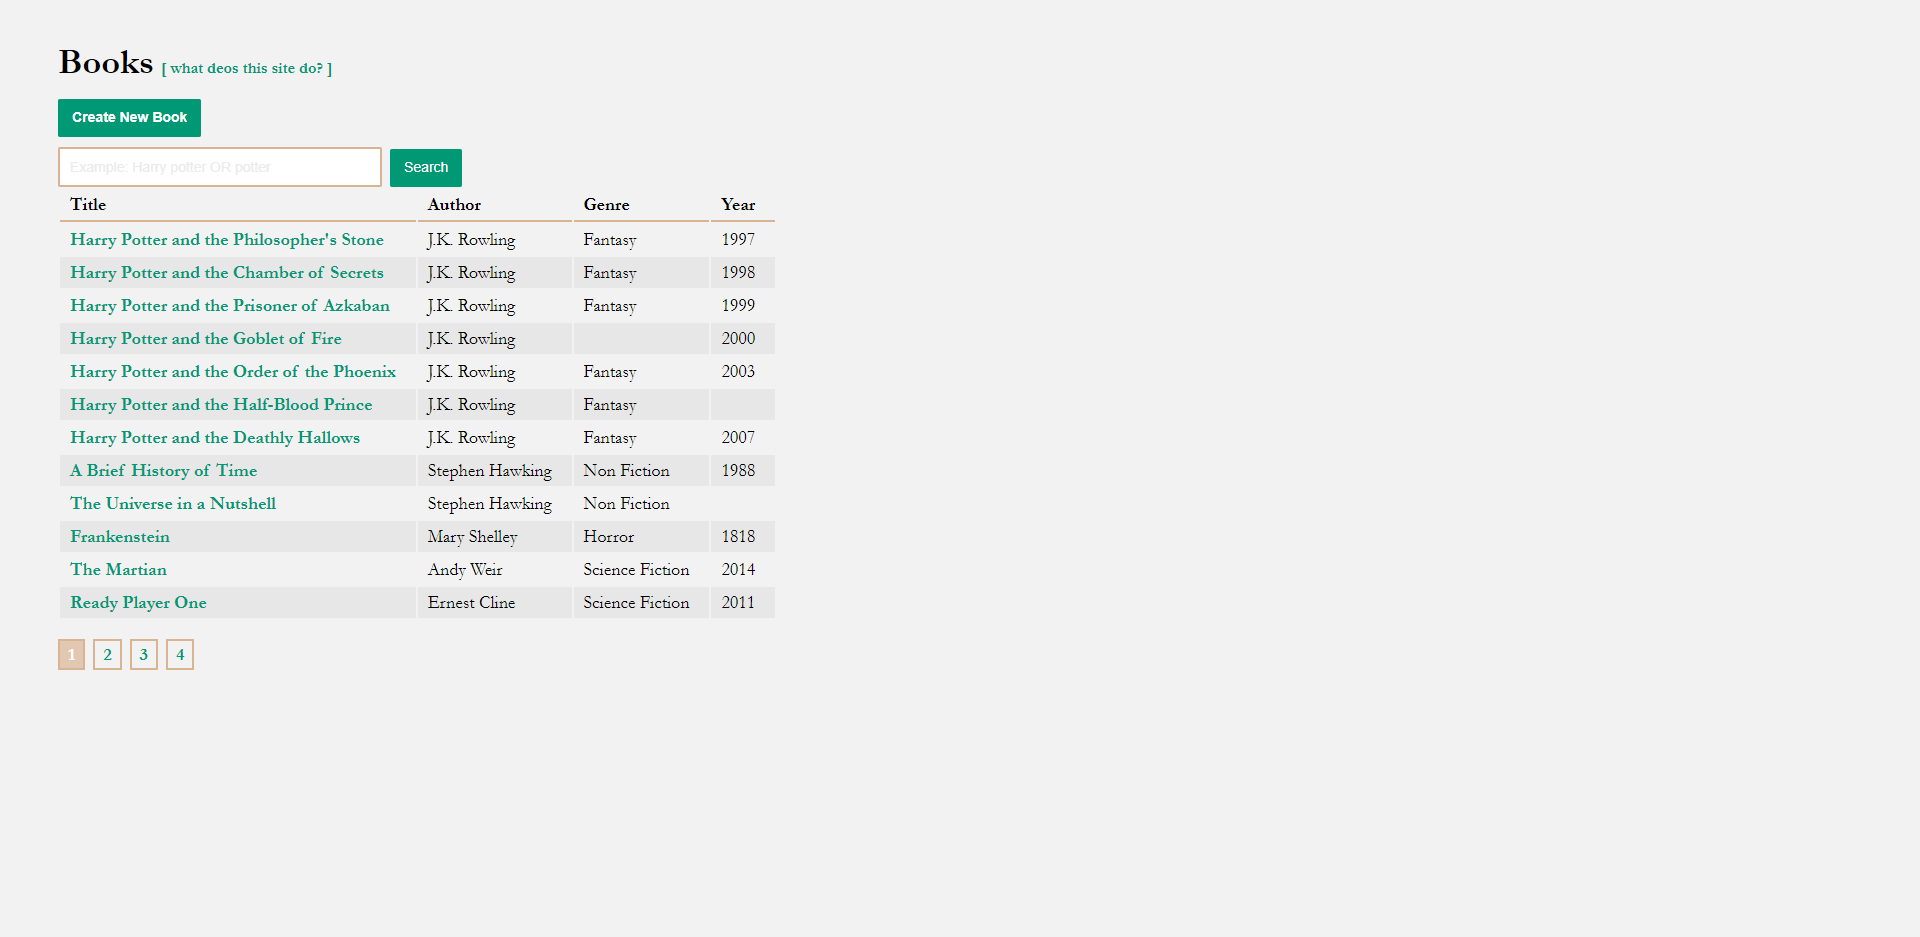 Books [ what deos this site do? ]
Create New Book
Example: Harry potter OR potter Search
Title Author Genre Year
Harry Potter and the Philosopher's Stone J.K. Rowling Fantasy 1997
Harry Potter and the Chamber of Secrets J.K. Rowling Fantasy 1998
Harry Potter and the Prisoner of Azkaban J.K. Rowling Fantasy 1999
Harry Potter and the Goblet of Fire J.K. Rowling 2000
Harry Potter and the Order of the Phoenix J.K. Rowling Fantasy 2003
Harry Potter and the Half-Blood Prince J.K. Rowling Fantasy
Harry Potter and the Deathly Hallows J.K. Rowling Fantasy 2007
A Brief History of Time Stephen Hawking Non Fiction 1988
The Universe in a Nutshell Stephen Hawking Non Fiction
Frankenstein Mary Shelley Horror 1818
The Martian Andy Weir Science Fiction 2014
Ready Player One Ernest Cline Science Fiction 2011
1 2 3 4